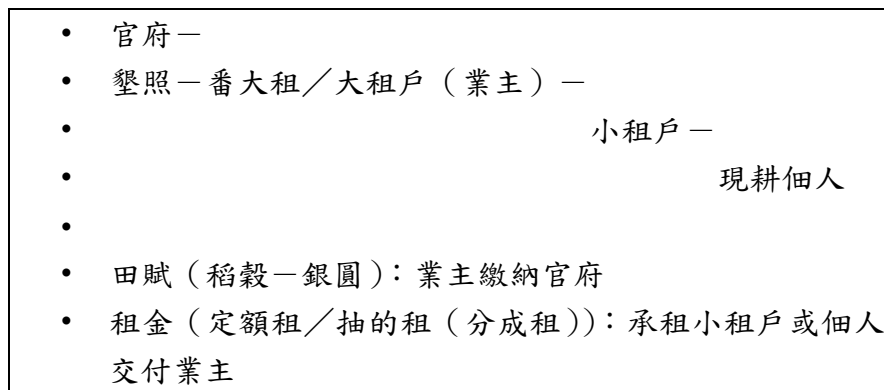 • 官府－
• 墾照－番大租／大租戶（業主）－
• 小租戶－
• 現耕佃人
•
• 田賦（稻穀－銀圓）：業主繳納官府
• 租金（定額租／抽的租（分成租））：承租小租戶或佃人
交付業主